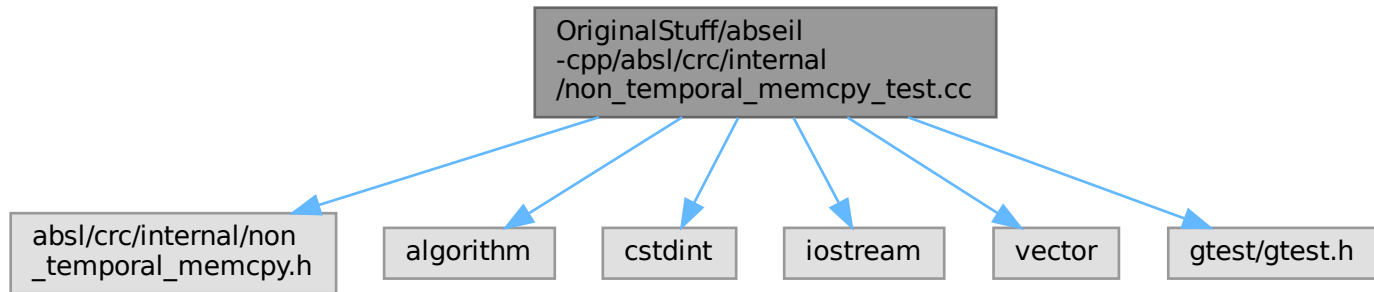 OriginalStuff/abseil
-cpp/absl/crc/internal
/non_temporal_memcpy_test.cc
absl/crc/internal/non
_temporal_memcpy.h
algorithm
cstdint
iostream
vector
gtest/gtest.h